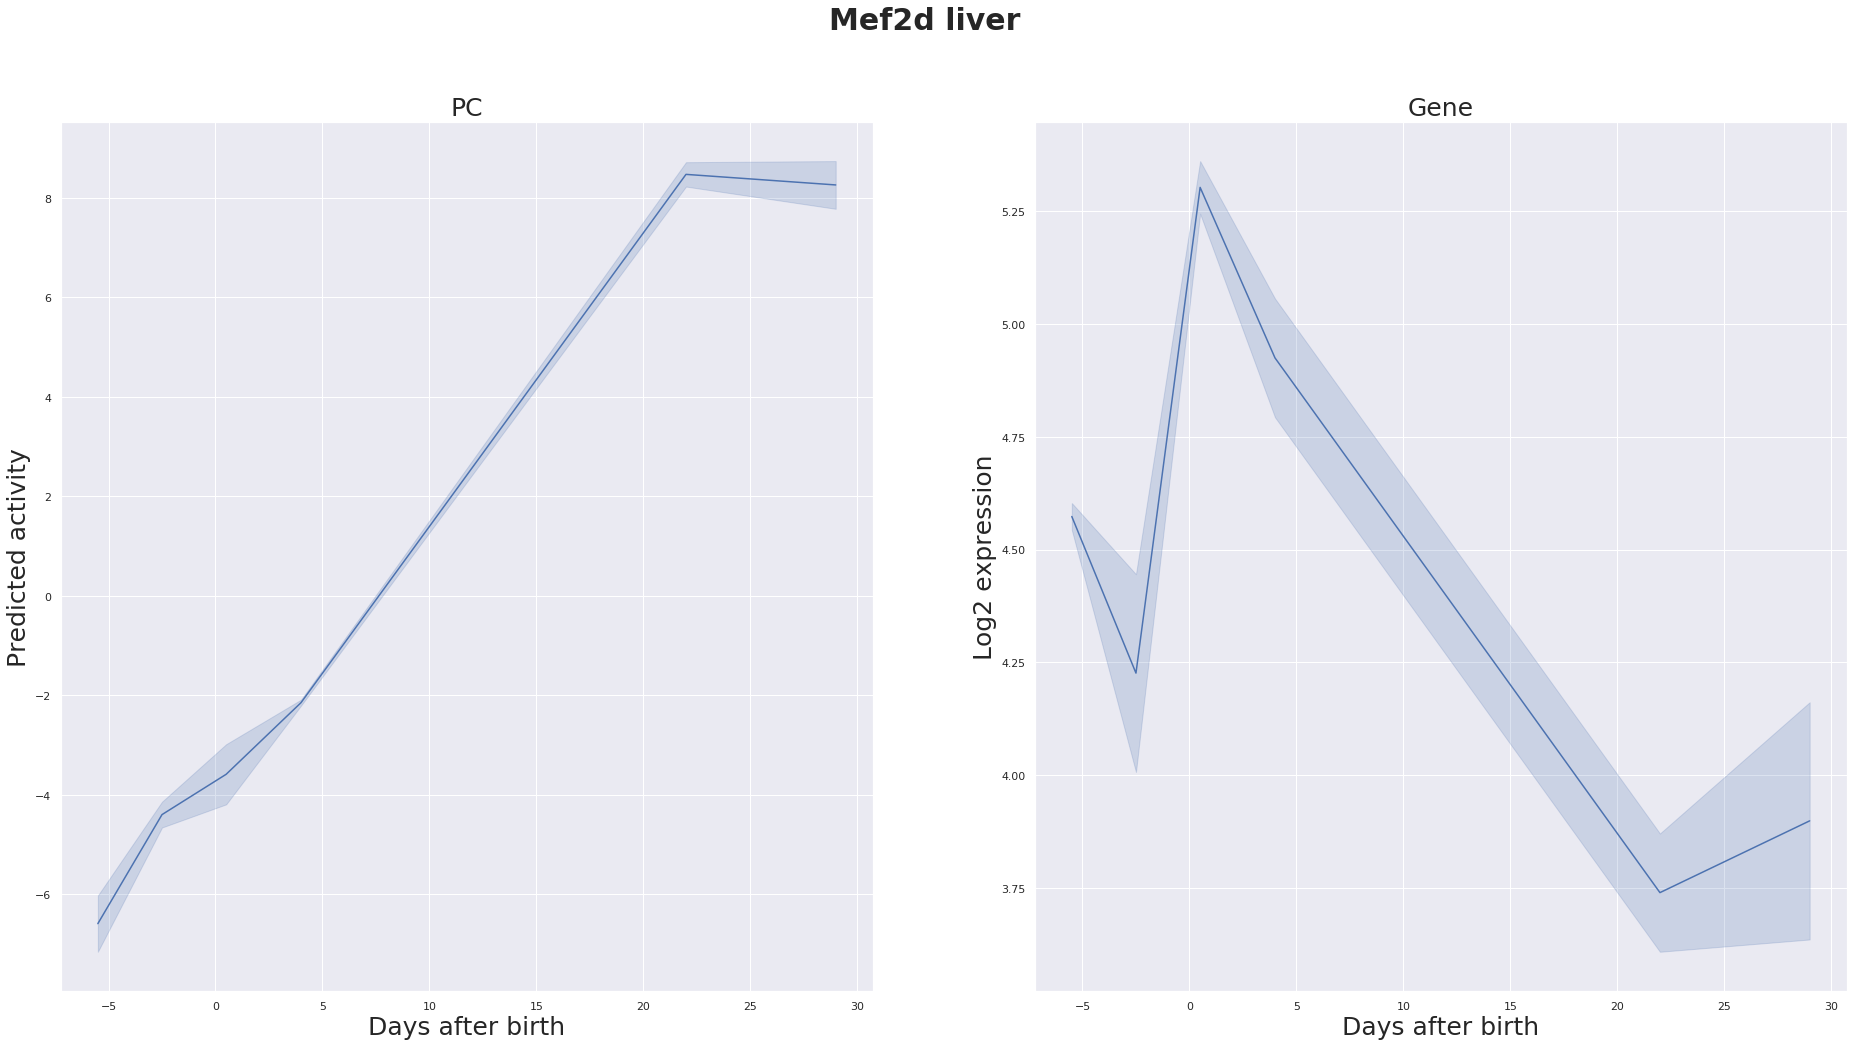 Mef2d liver
PC
Predicted activity
8
6
4
2
0
−2
−4
−6
−5 0 5 10 15 20 25 30
Days after birth
Gene
Log2 expression
5.25
5.00
4.75
4.50
4.25
4.00
3.75
−5 0 5 10 15 20 25 30
Days after birth